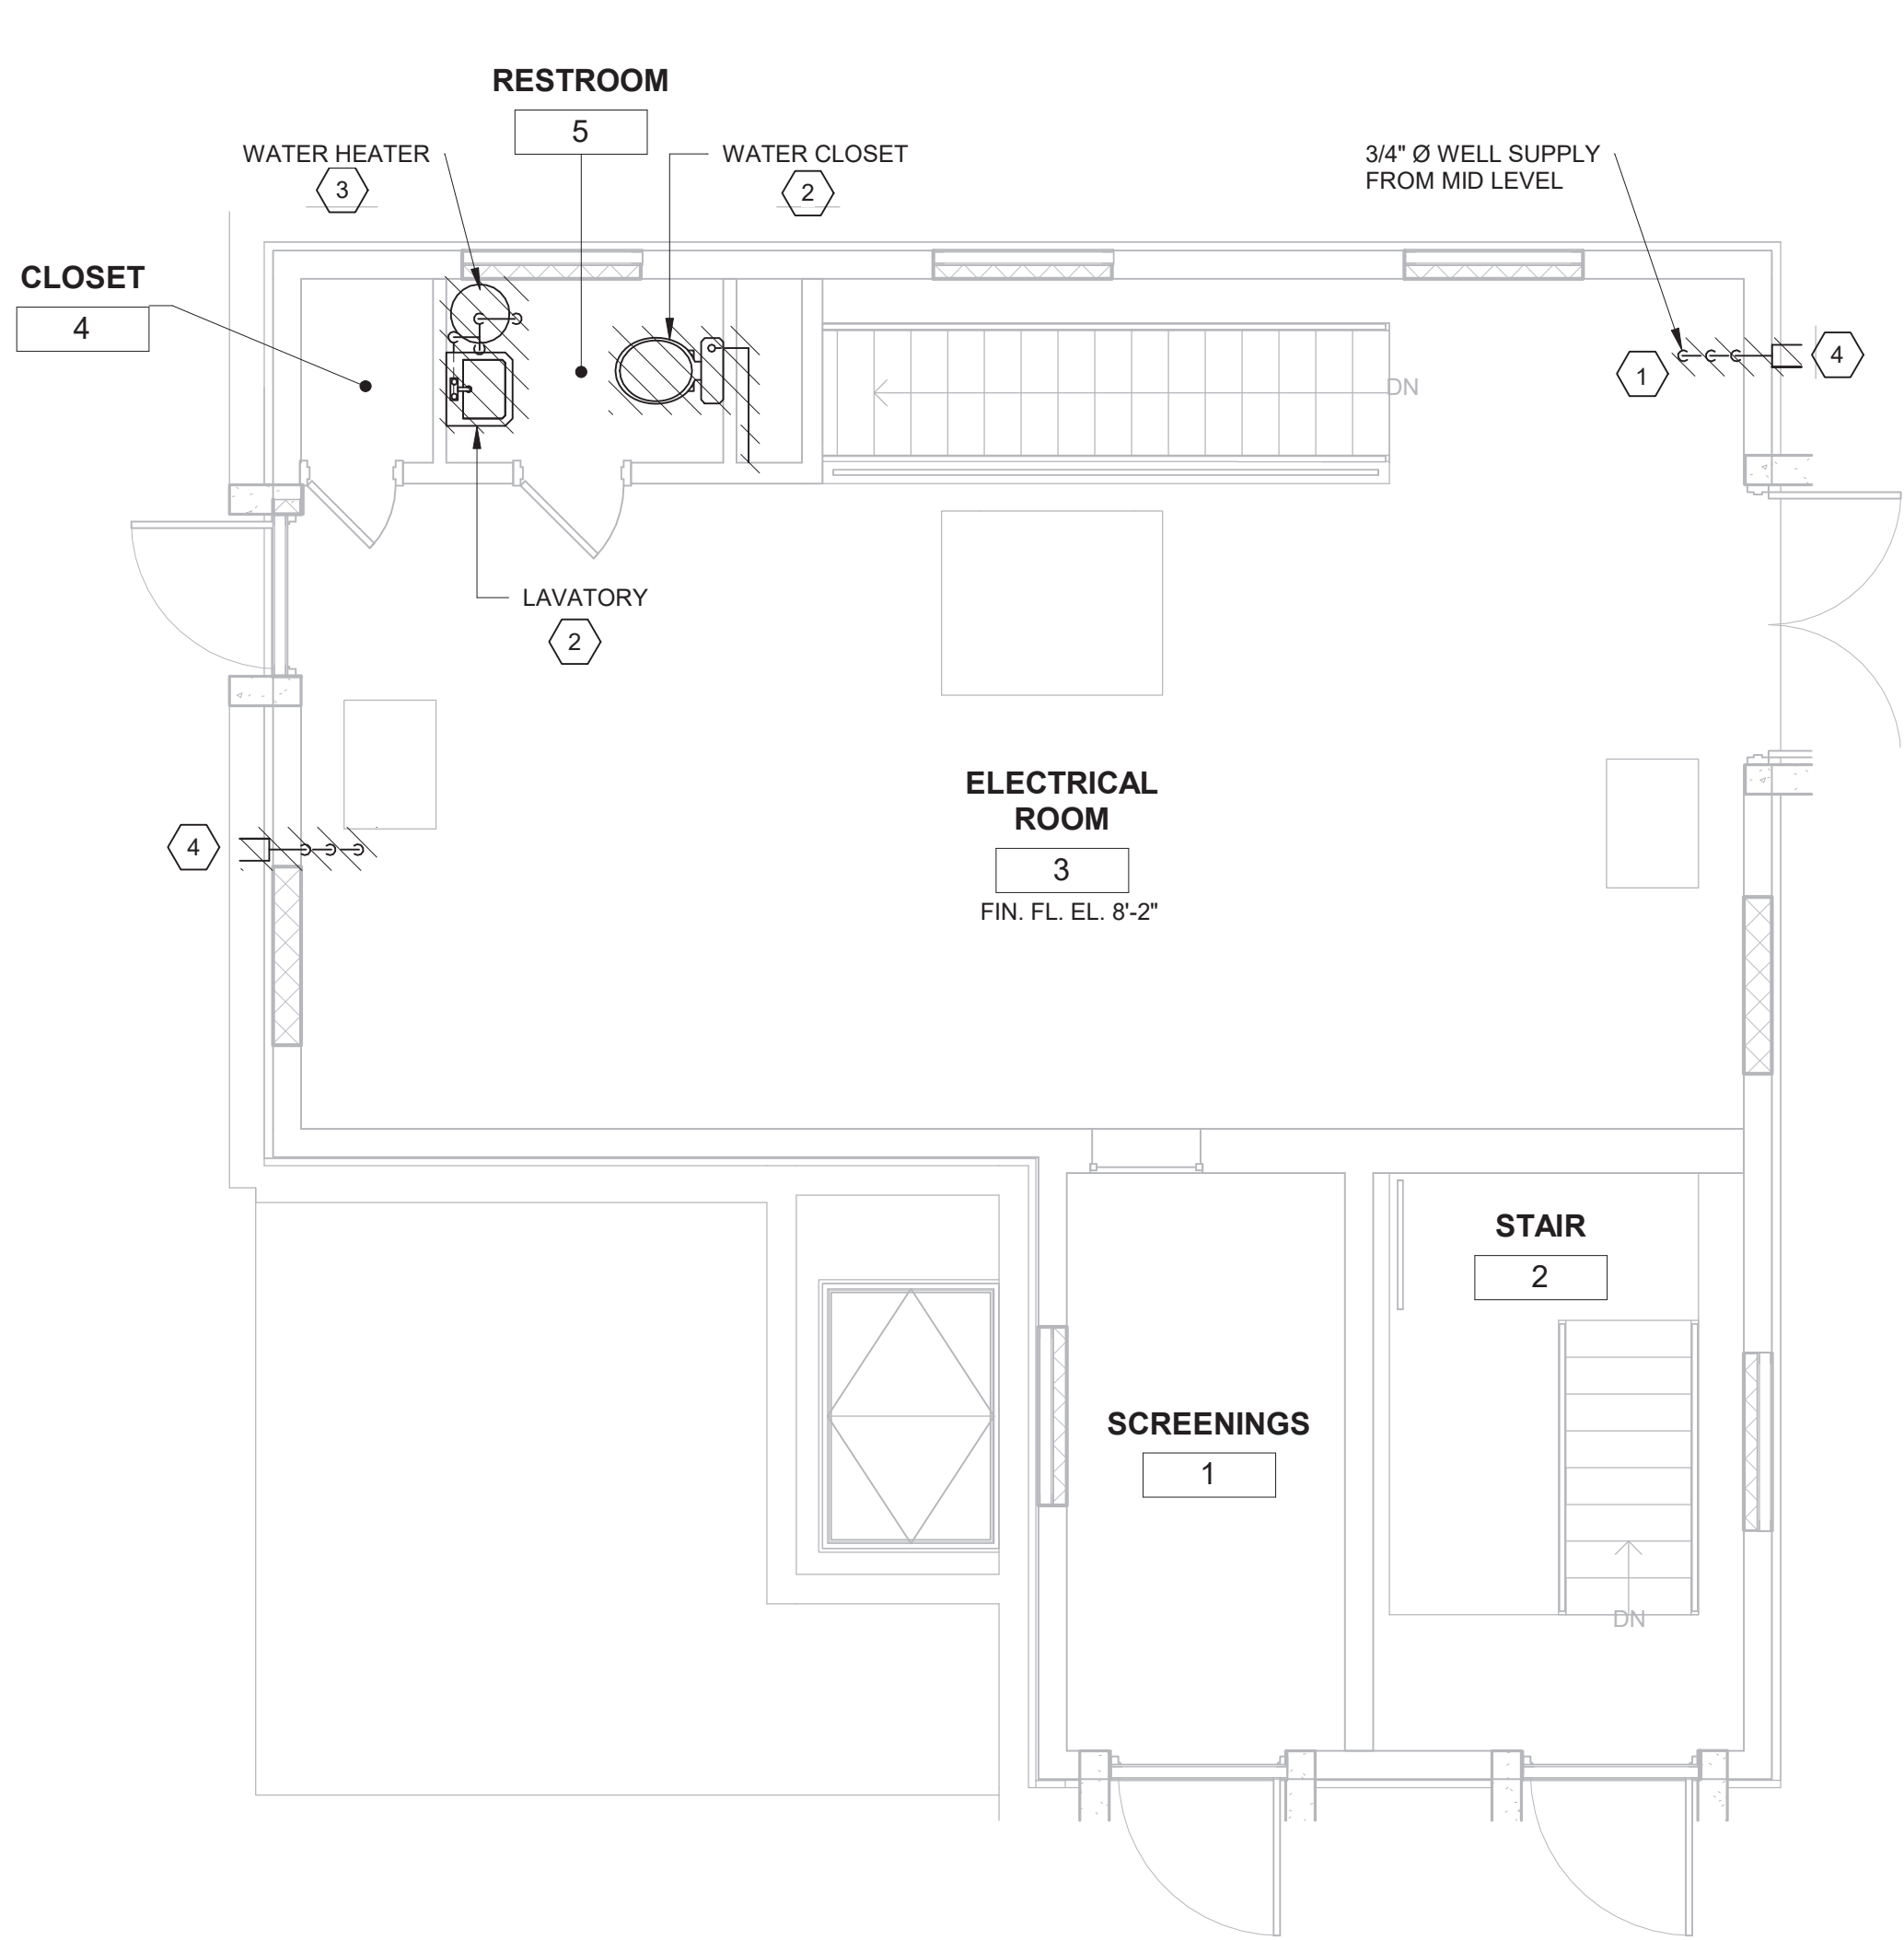 RESTROOM
5
WATER HEATER
3
WATER CLOSET
2
3/4" Ø WELL SUPPLY
FROM MID LEVEL
CLOSET
4
1
4
DN
LAVATORY
2
4
ELECTRICAL
ROOM
3
FIN. FL. EL. 8'-2"
STAIR
2
SCREENINGS
1
DN